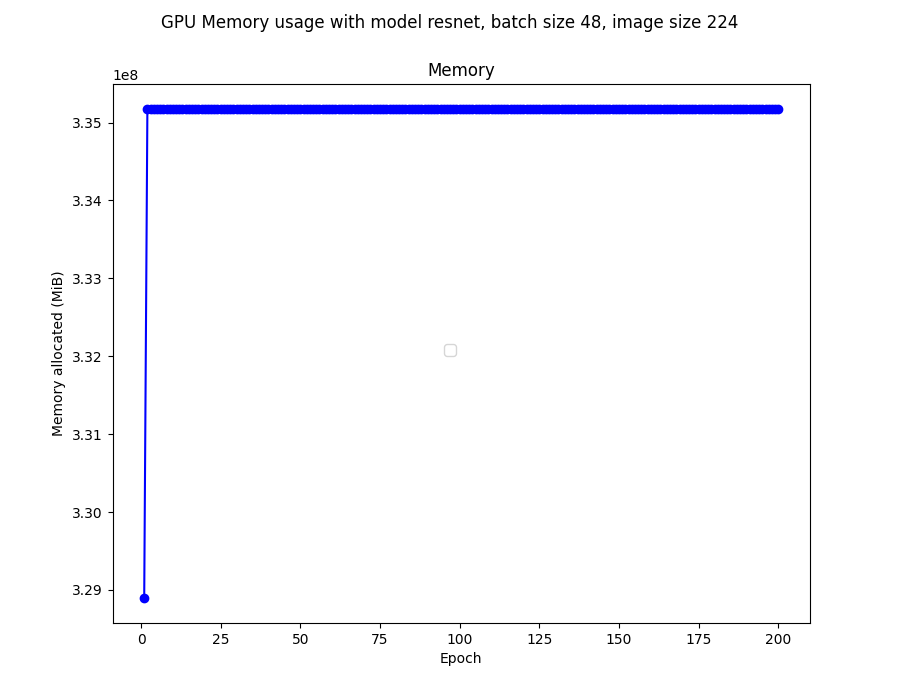 GPU Memory usage with model resnet, batch size 48, image size 224
Memory
1e8
3.35
3.34
3.33
3.32
3.31
3.30
3.29
Memory allocated (MiB)
0 25 50 75 100 125 150 175 200
Epoch